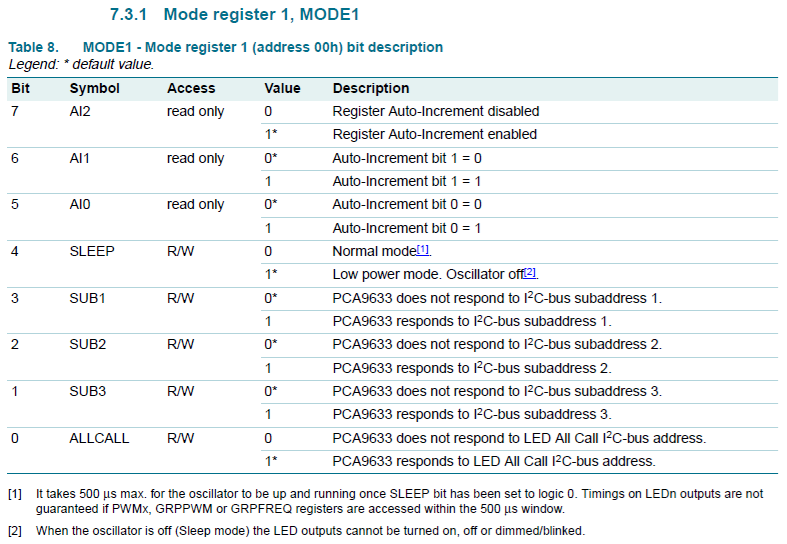 7.3.1 Mode register 1, MODE1
Table 8. MODE1 - Mode register 1 (address 00h) bit description
Legend: * default value.
Bit Symbol Access Value Description
7 AI2 read only 0 Register Auto-Increment disabled
1* Register Auto-Increment enabled
6 AI1 read only 0* Auto-Increment bit 1 = 0
1 Auto-Increment bit 1 = 1
5 AI0 read only 0* Auto-Increment bit 0 = 0
1 Auto-Increment bit 0 = 1
4 SLEEP R/W 0 Normal mode[1].
1* Low power mode. Oscillator off[2].
3 SUB1 R/W 0* PCA9633 does not respond to I²C-bus subaddress 1.
1 PCA9633 responds to I²C-bus subaddress 1.
2 SUB2 R/W 0* PCA9633 does not respond to I²C-bus subaddress 2.
1 PCA9633 responds to I²C-bus subaddress 2.
1 SUB3 R/W 0* PCA9633 does not respond to I²C-bus subaddress 3.
1 PCA9633 responds to I²C-bus subaddress 3.
0 ALLCALL R/W 0 PCA9633 does not respond to LED All Call I²C-bus address.
1* PCA9633 responds to LED All Call I²C-bus address.
[1] It takes 500 μs max. for the oscillator to be up and running once SLEEP bit has been set to logic 0. Timings on LEDn outputs are not
guaranteed if PWMx, GRPPWM or GRPFREQ registers are accessed within the 500 μs window.
[2] When the oscillator is off (Sleep mode) the LED outputs cannot be turned on, off or dimmed/blinked.